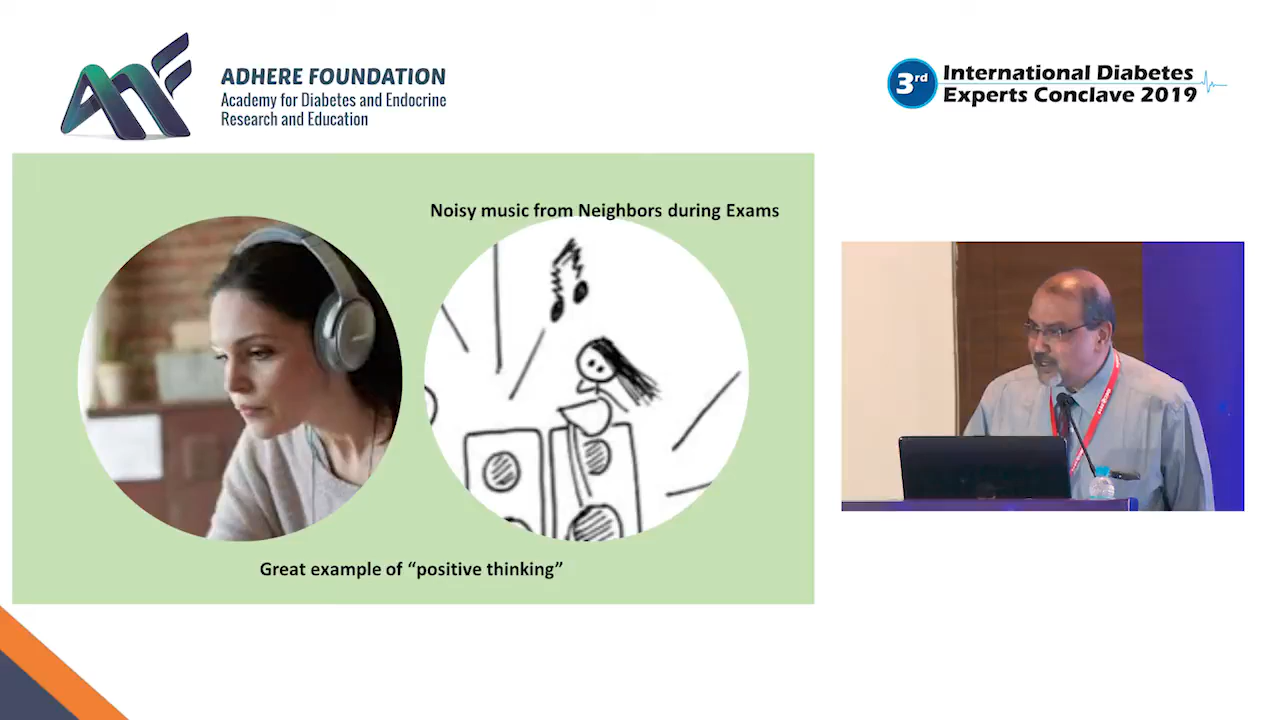 ADHERE FOUNDATION
Academy for Diabetes and Endocrine
Research and Education
3rd
International Diabetes
Experts Conclave 2019
Noisy music from Neighbors during Exams
Great example of “positive thinking”